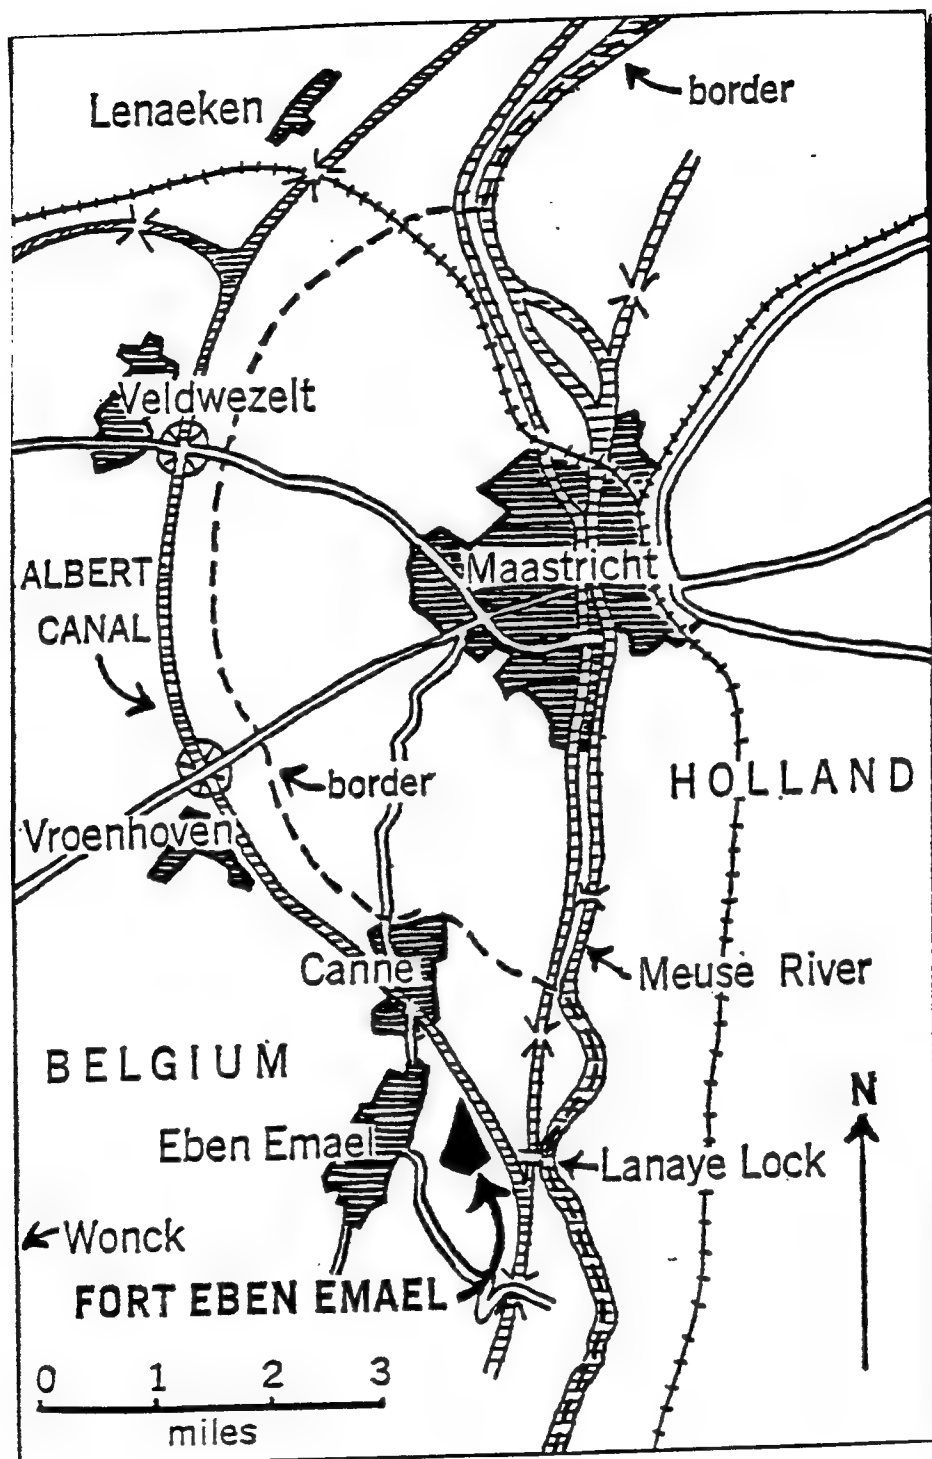 Lenaeken
border
Veldwezelt
ALBERT
CANAL
Maastricht
HOLLAND
border
Vroenhoven
Canne
Meuse River
BELGIUM
N
Eben Emael
Lanaye Lock
Wonck
FORT EBEN EMAEL
0 1 2 3
miles